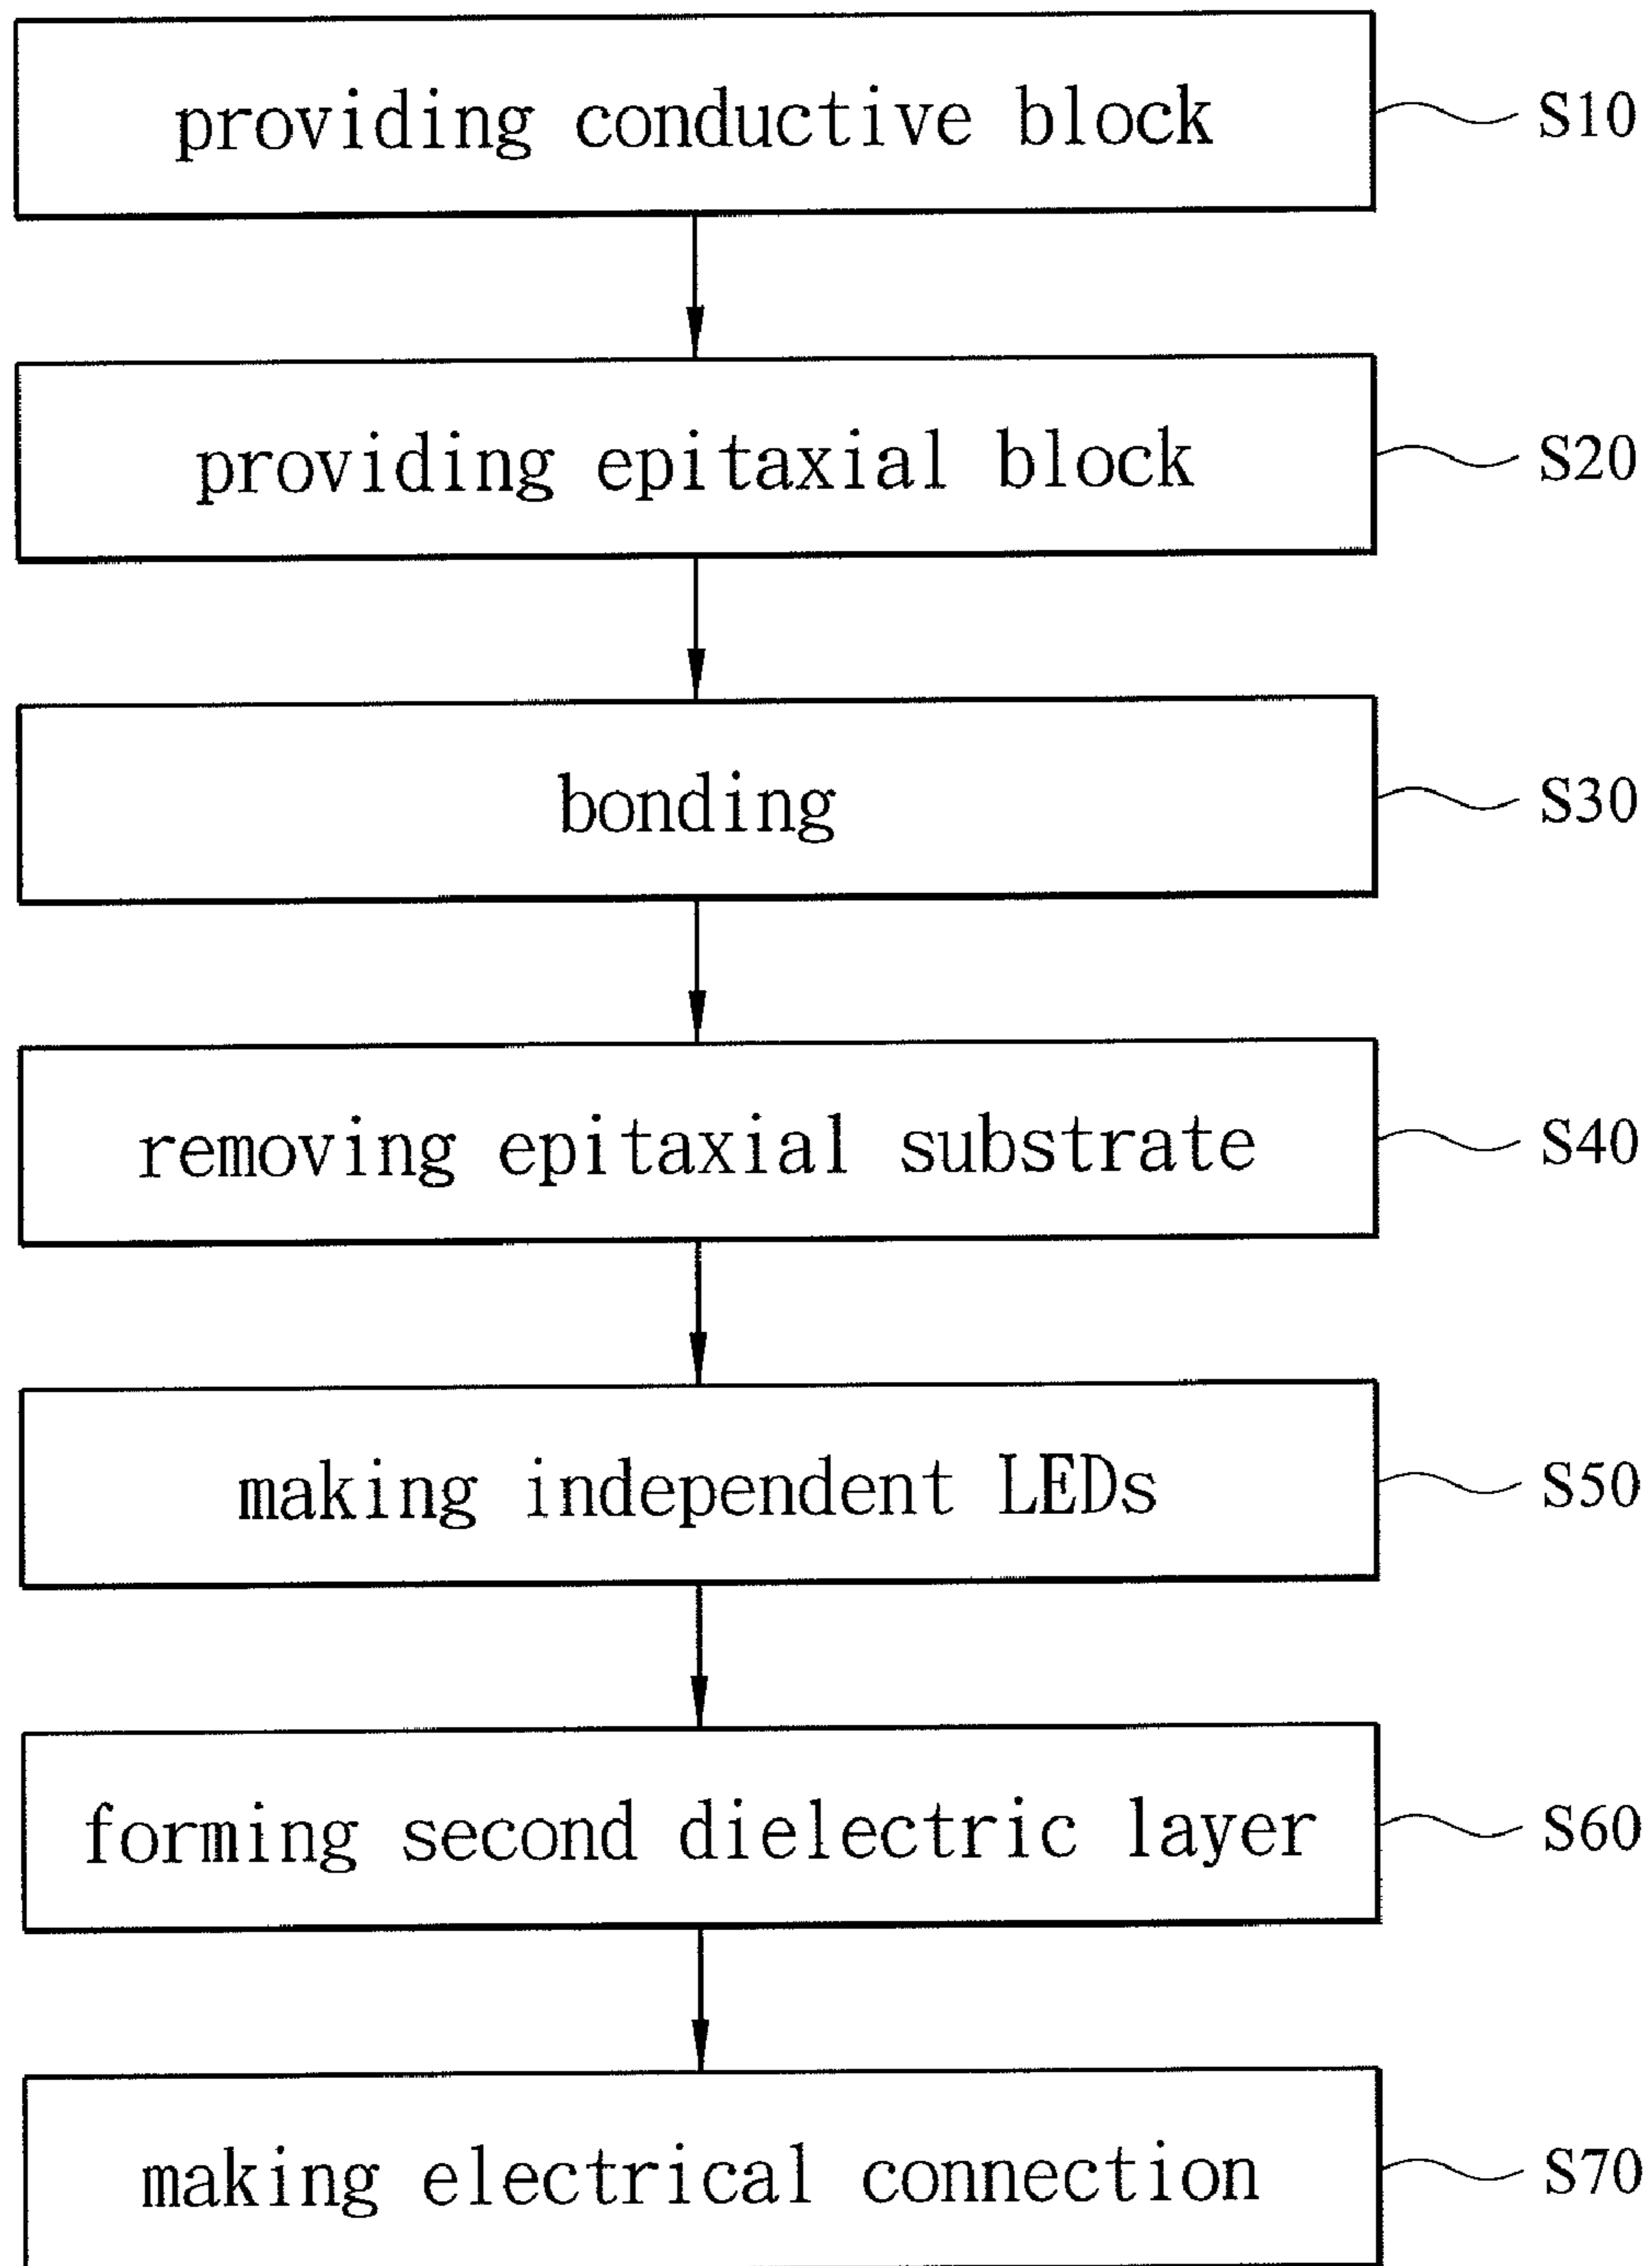 providing conductive block S10
providing epitaxial block S20
bonding S30
removing epitaxial substrate S40
making independent LEDs S50
forming second dielectric layer S60
making electrical connection S70